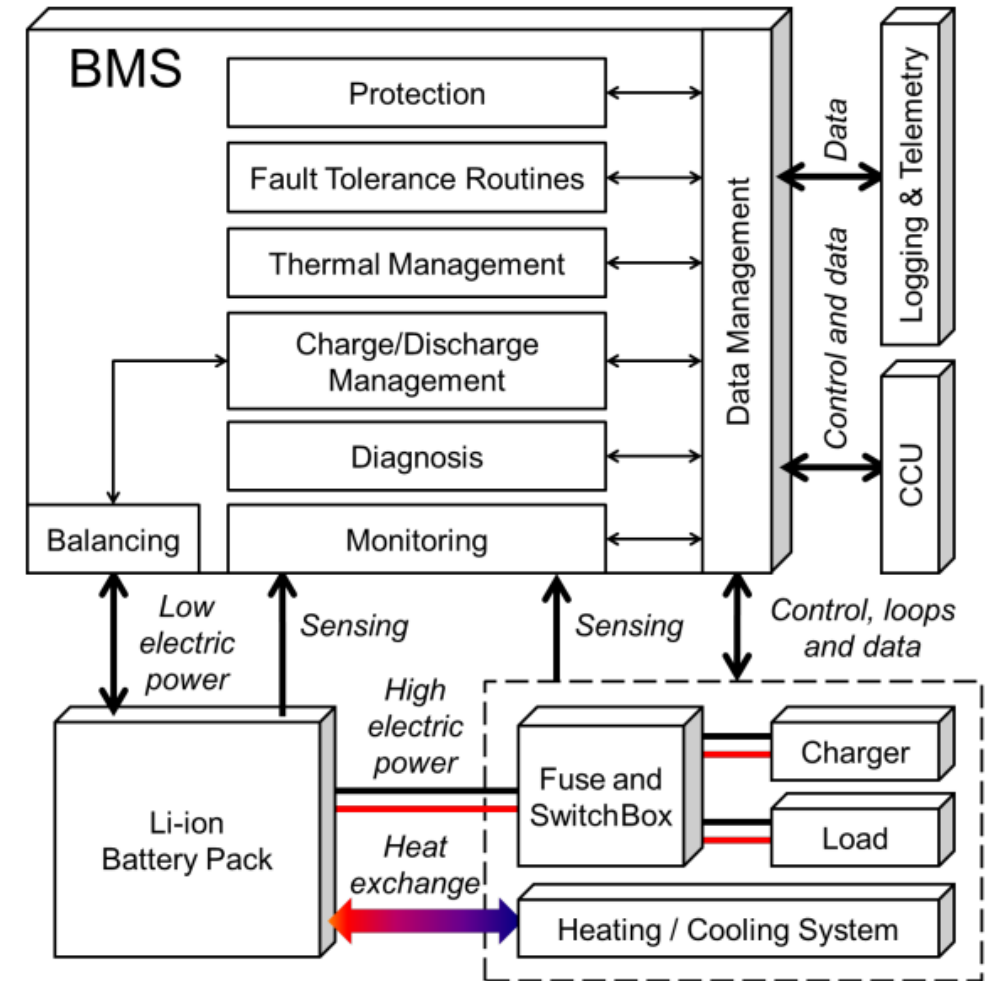 BMS
Protection
Fault Tolerance Routines
Thermal Management
Charge/Discharge
Management
Diagnosis
Balancing
Monitoring
Data Management
Data
Logging & Telemetry
Control and data
CCU
Low
electric
power
Sensing
Sensing
Control, loops
and data
High
electric
power
Li-ion
Battery Pack
Fuse and
SwitchBox
Charger
Load
Heat
exchange
Heating / Cooling System